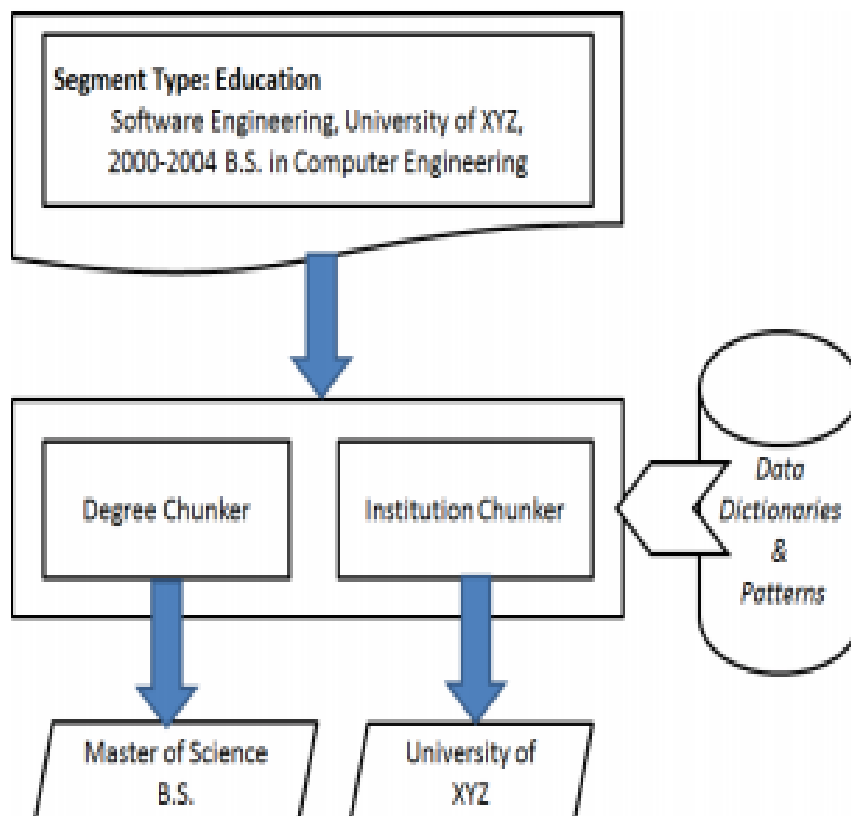 Segment Type: Education
Software Engineering, University of XYZ,
2000-2004 B.S. in Computer Engineering
Degree Chunker
Institution Chunker
Data
Dictionaries
&
Patterns
Master of Science
B.S.
University of
XYZ